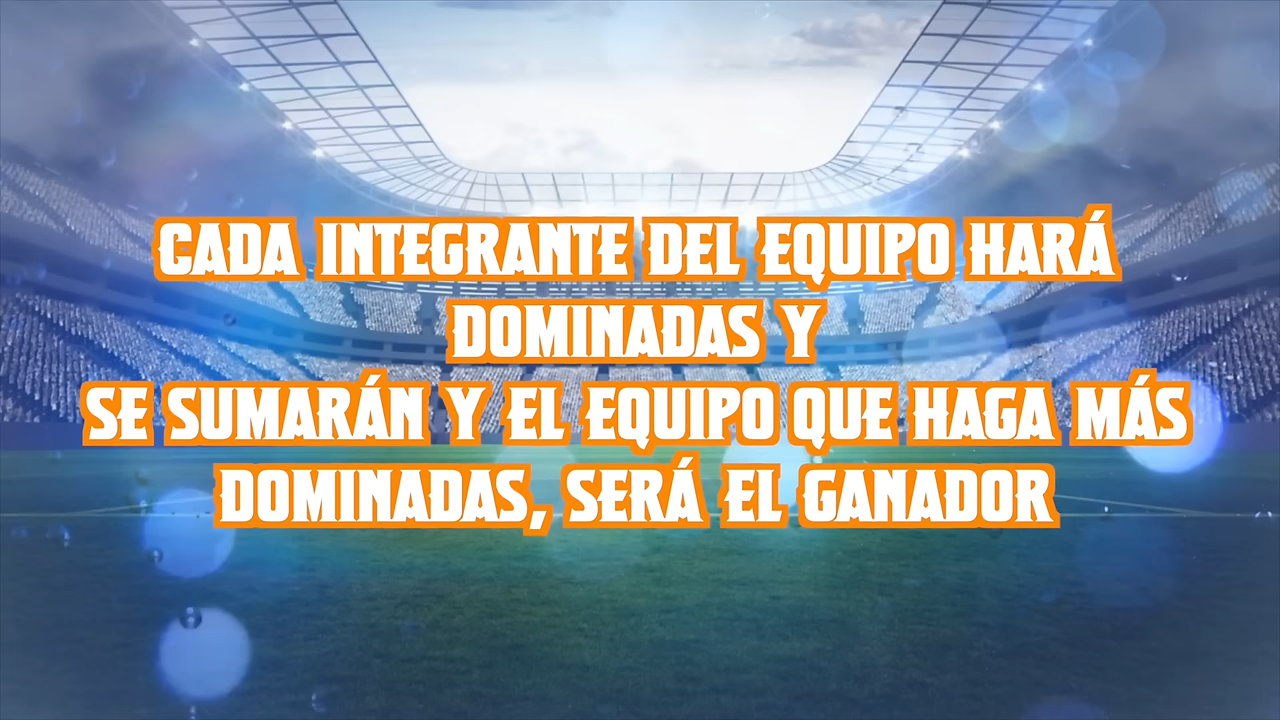 CADA INTEGRANTE DEL EQUIPO HARÁ
DOMINADAS Y
SE SUMARÁN Y EL EQUIPO QUE HAGA MÁS
DOMINADAS, SERÁ EL GANADOR